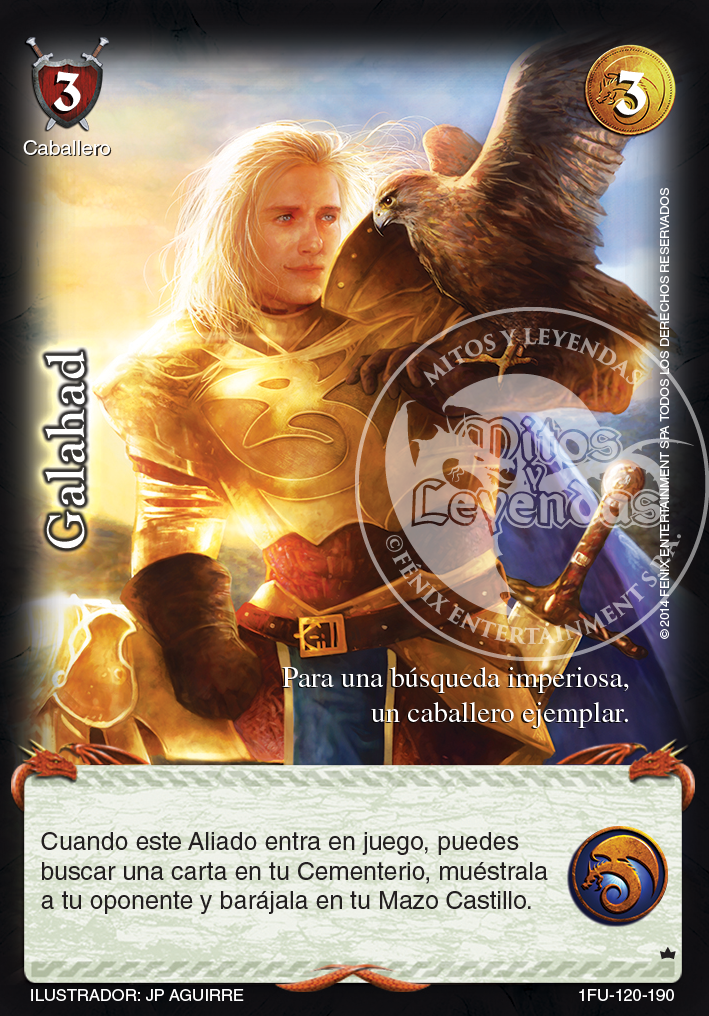 3
3
Caballero
Galahad
MITOS Y LEYENDAS
Mitos
y
Leyendas
© FÉNIX ENTERTAINMENT S.P.A.
© 2014 FENIX ENTERTAINMENT SPA TODOS LOS DERECHOS RESERVADOS
Para una búsqueda imperiosa,
un caballero ejemplar.
Cuando este Aliado entra en juego, puedes
buscar una carta en tu Cementerio, muéstrala
a tu oponente y barájala en tu Mazo Castillo.
ILUSTRADOR: JP AGUIRRE
1FU-120-190